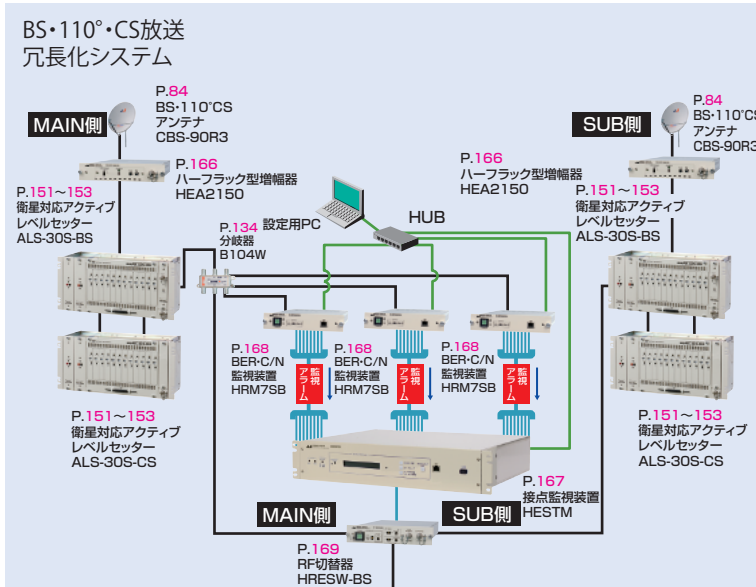 BS・110°・CS放送
冗長化システム
MAIN側
P.84
BS・110°CS
アンテナ
CBS-90R3
SUB側
P.84
BS・110°CS
アンテナ
CBS-90R3
P.166
ハーフラック型増幅器
HEA2150
P.166
ハーフラック型増幅器
HEA2150
P.151～153
衛星対応アクティブ
レベルセッター
ALS-30S-BS
P.134
分岐器
B104W
設定用PC
HUB
P.151～153
衛星対応アクティブ
レベルセッター
ALS-30S-BS
P.168
BER・C/N
監視装置
HRM7SB
監視
アラーム
P.168
BER・C/N
監視装置
HRM7SB
監視
アラーム
P.168
BER・C/N
監視装置
HRM7SB
監視
アラーム
P.151～153
衛星対応アクティブ
レベルセッター
ALS-30S-CS
P.151～153
衛星対応アクティブ
レベルセッター
ALS-30S-CS
P.167
接点監視装置
HESTM
MAIN側
SUB側
P.169
RF切替器
HRESW-BS